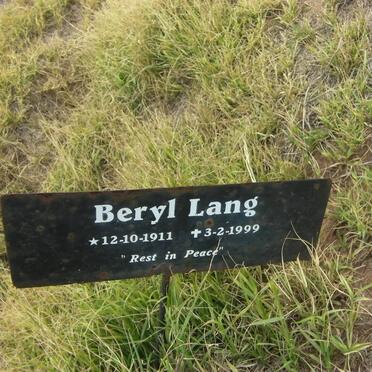 Beryl Lang
★12-10-1911 ✝3-2-1999
"Rest in Peace"